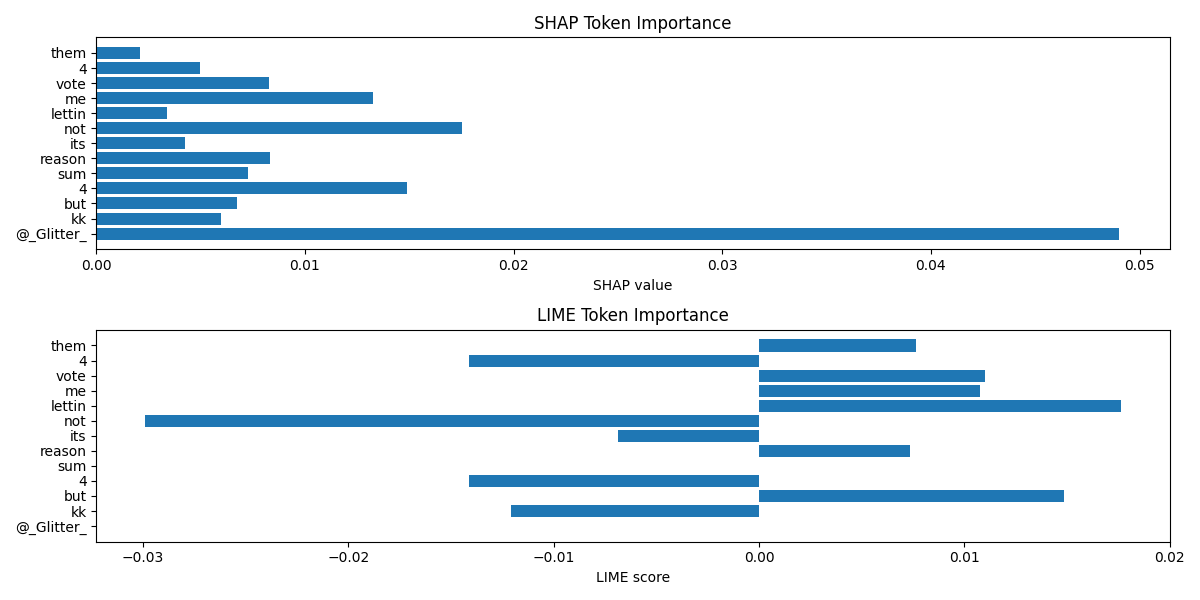 SHAP Token Importance
them
4
vote
me
lettin
not
its
reason
sum
4
but
kk
@_Glitter_
0.00 0.01 0.02 0.03 0.04 0.05
SHAP value
LIME Token Importance
them
4
vote
me
lettin
not
its
reason
sum
4
but
kk
@_Glitter_
−0.03 −0.02 −0.01 0.00 0.01 0.02
LIME score